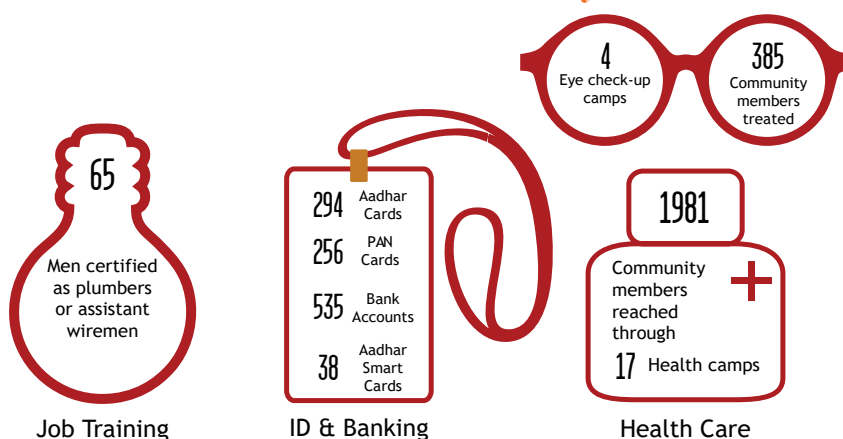 65
Men certified
as plumbers
or assistant
wiremen
Job Training
294 Aadhar
Cards
256 PAN
Cards
535 Bank
Accounts
38 Aadhar
Smart
Cards
ID & Banking
4
Eye check-up
camps
385
Community
members
treated
1981
Community
members
reached
through
17 Health camps
Health Care